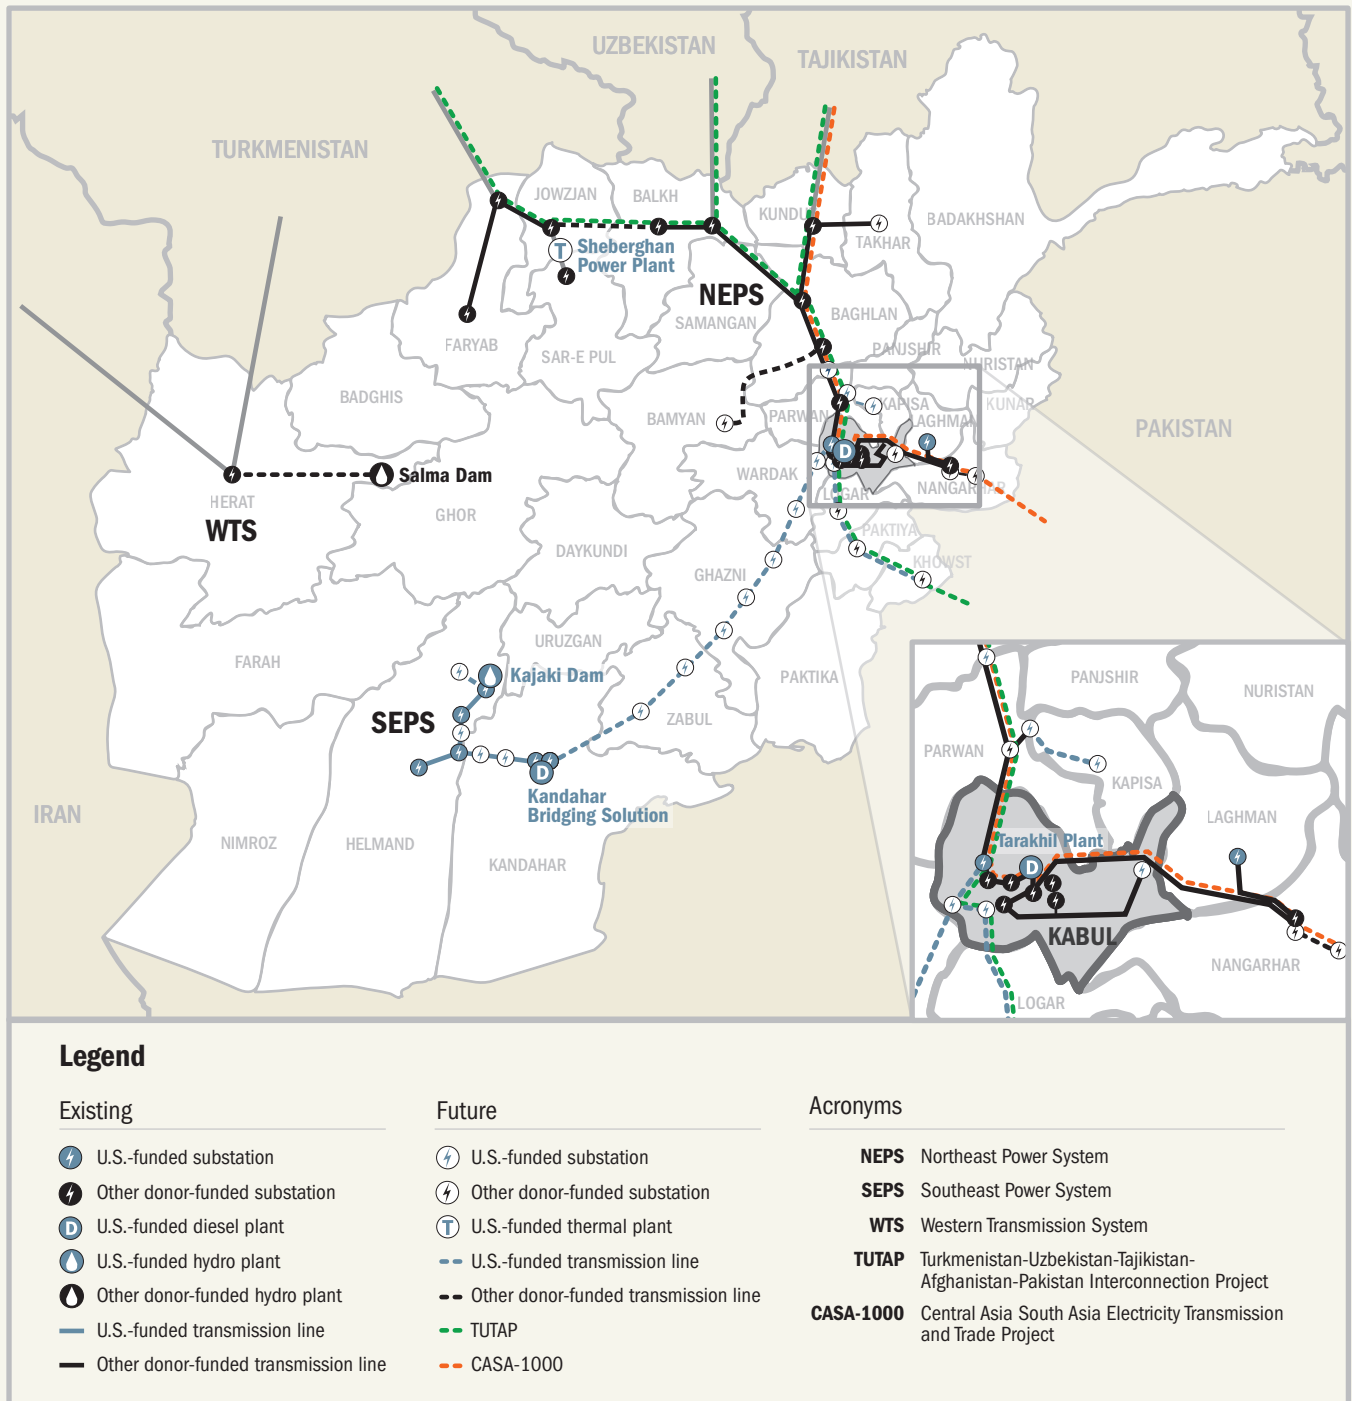 UZBEKISTAN
TAJIKISTAN
TURKMENISTAN
JOWZJAN
BALKH
KUNDU
TAKHAR
BADAKHSHAN
Sheberghan
Power Plant
NEPS
SAMANGAN
BAGHLAN
FARYAB
SAR-E PUL
PANJSHIR
NURISTAN
BADGHIS
BAMYAN
PARWAN
KAPISA
LAGHMAN
KUNAR
PAKISTAN
HERAT
Salma Dam
WTS
GHOR
WARDAK
LOGAR
NANGARHAR
DAYKUNDI
GHAZNI
PAKTIYA
KHOWST
FARAH
URUZGAN
Kajaki Dam
PAKTIKA
SEPS
ZABUL
Kandahar
Bridging Solution
IRAN
NIMROZ
HELMAND
KANDAHAR
PANJSHIR
NURISTAN
PARWAN
KAPISA
LAGHMAN
Tarakhil Plant
D
KABUL
NANGARHAR
LOGAR
T
D
D
Legend
Existing
U.S.-funded substation
Other donor-funded substation
D U.S.-funded diesel plant
U.S.-funded hydro plant
Other donor-funded hydro plant
U.S.-funded transmission line
Other donor-funded transmission line
Future
U.S.-funded substation
Other donor-funded substation
T U.S.-funded thermal plant
U.S.-funded transmission line
Other donor-funded transmission line
TUTAP
CASA-1000
Acronyms
NEPS Northeast Power System
SEPS Southeast Power System
WTS Western Transmission System
TUTAP Turkmenistan-Uzbekistan-Tajikistan-
Afghanistan-Pakistan Interconnection Project
CASA-1000 Central Asia South Asia Electricity Transmission
and Trade Project